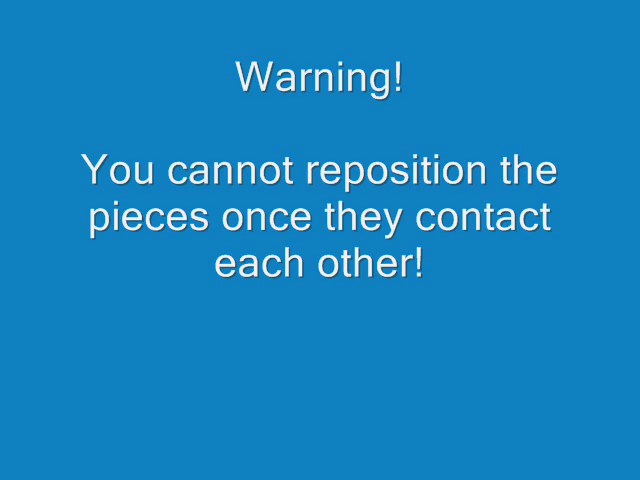 Warning!
You cannot reposition the
pieces once they contact
each other!